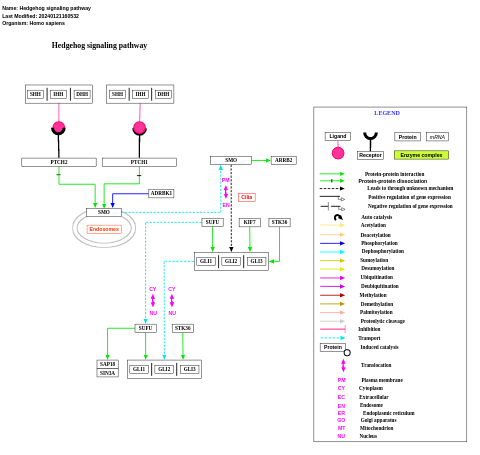 Name: Hedgehog signaling pathway
Last Modified: 20240121160532
Organism: Homo sapiens
Hedgehog signaling pathway
SHH IHH DHH SHH IHH DHH
PTCH2 PTCH1
SMO ARRB2
PM
ADRBK1
EN
Cilia
SMO
SUFU KIF7 STK36
Endosomes
GLI1 GLI2 GLI3
CY CY
NU NU
SUFU STK36
SAP18
SIN3A
GLI1 GLI2 GLI3
LEGEND
Ligand
Receptor
Protein
mRNA
Enzyme complex
Protein-protein interaction
Protein-protein dissociation
Leads to through unknown mechanism
Positive regulation of gene expression
Negative regulation of gene expression
Auto catalysis
Acetylation
Deacetylation
Phosphorylation
Dephosphorylation
Sumoylation
Desumoylation
Ubiquitination
Deubiquitination
Methylation
Demethylation
Palmitoylation
Proteolytic cleavage
Inhibition
Transport
Protein Induced catalysis
Translocation
PM Plasma membrane
CY Cytoplasm
EC Extracellular
EN Endosome
ER Endoplasmic reticulum
GO Golgi apparatus
MT Mitochondrion
NU Nucleus